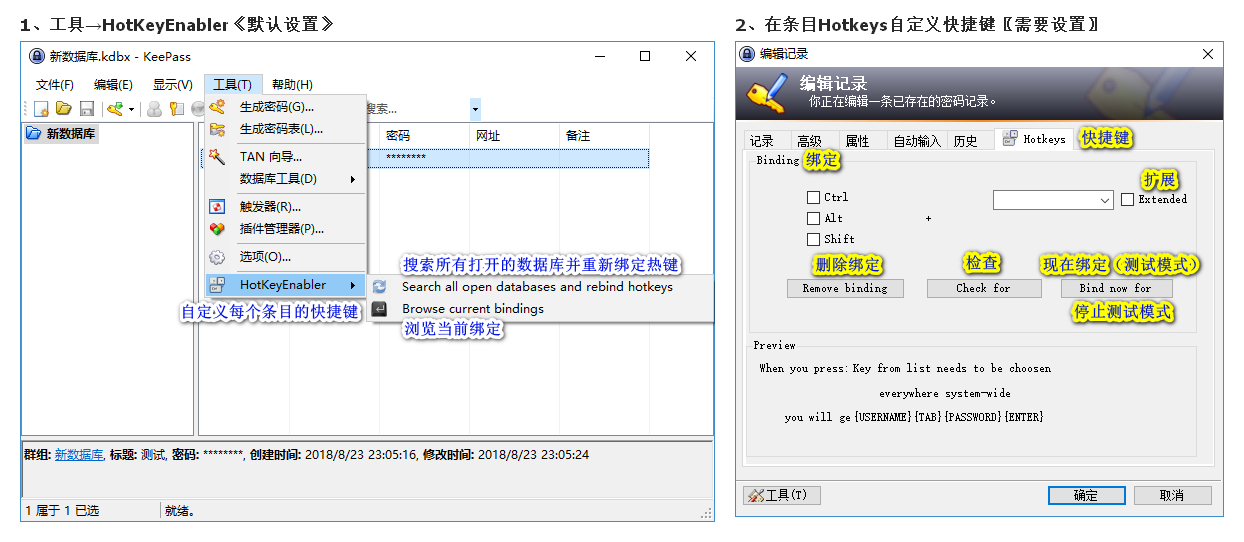 1、工具→HotKeyEnabler《默认设置》
新数据库.kdbx - KeePass
文件(F) 编辑(E) 显示(V) 工具(T) 帮助(H)
搜索...
新数据库
密码 网址 备注
********
生成密码(G)...
生成密码表(L)...
TAN 向导...
数据库工具(D)
触发器(R)...
插件管理器(P)...
选项(O)...
HotKeyEnabler
自定义每个条目的快捷键
搜索所有打开的数据库并重新绑定热键
Search all open databases and rebind hotkeys
Browse current bindings
浏览当前绑定
群组: 新数据库, 标题: 测试, 密码: ********, 创建时间: 2018/8/23 23:05:16, 修改时间: 2018/8/23 23:05:24
1 属于 1 已选 就绪。
2、在条目Hotkeys自定义快捷键〖需要设置〗
编辑记录
编辑记录
你正在编辑一条已存在的密码记录。
记录 高级 属性 自动输入 历史 Hotkeys 快捷键
Binding 绑定
扩展
Ctrl
Extended
Alt +
Shift
删除绑定 检查 现在绑定（测试模式）
Remove binding Check for Bind now for
停止测试模式
Preview
When you press: Key from list needs to be choosen
everywhere system-wide
you will ge {USERNAME}{TAB}{PASSWORD}{ENTER}
工具(T) 确定 取消